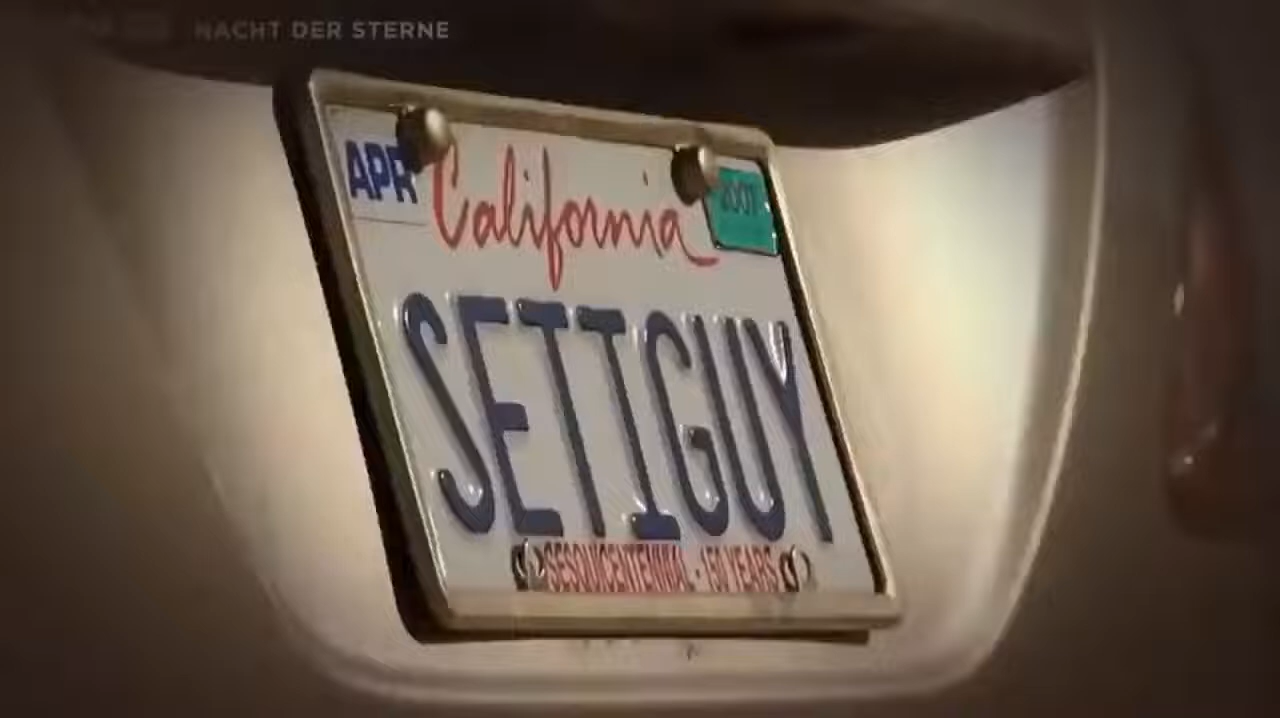 NACHT DER STERNE
APR California 2001
SETIGUY
SESQUICENTENNIAL - 150 YEARS